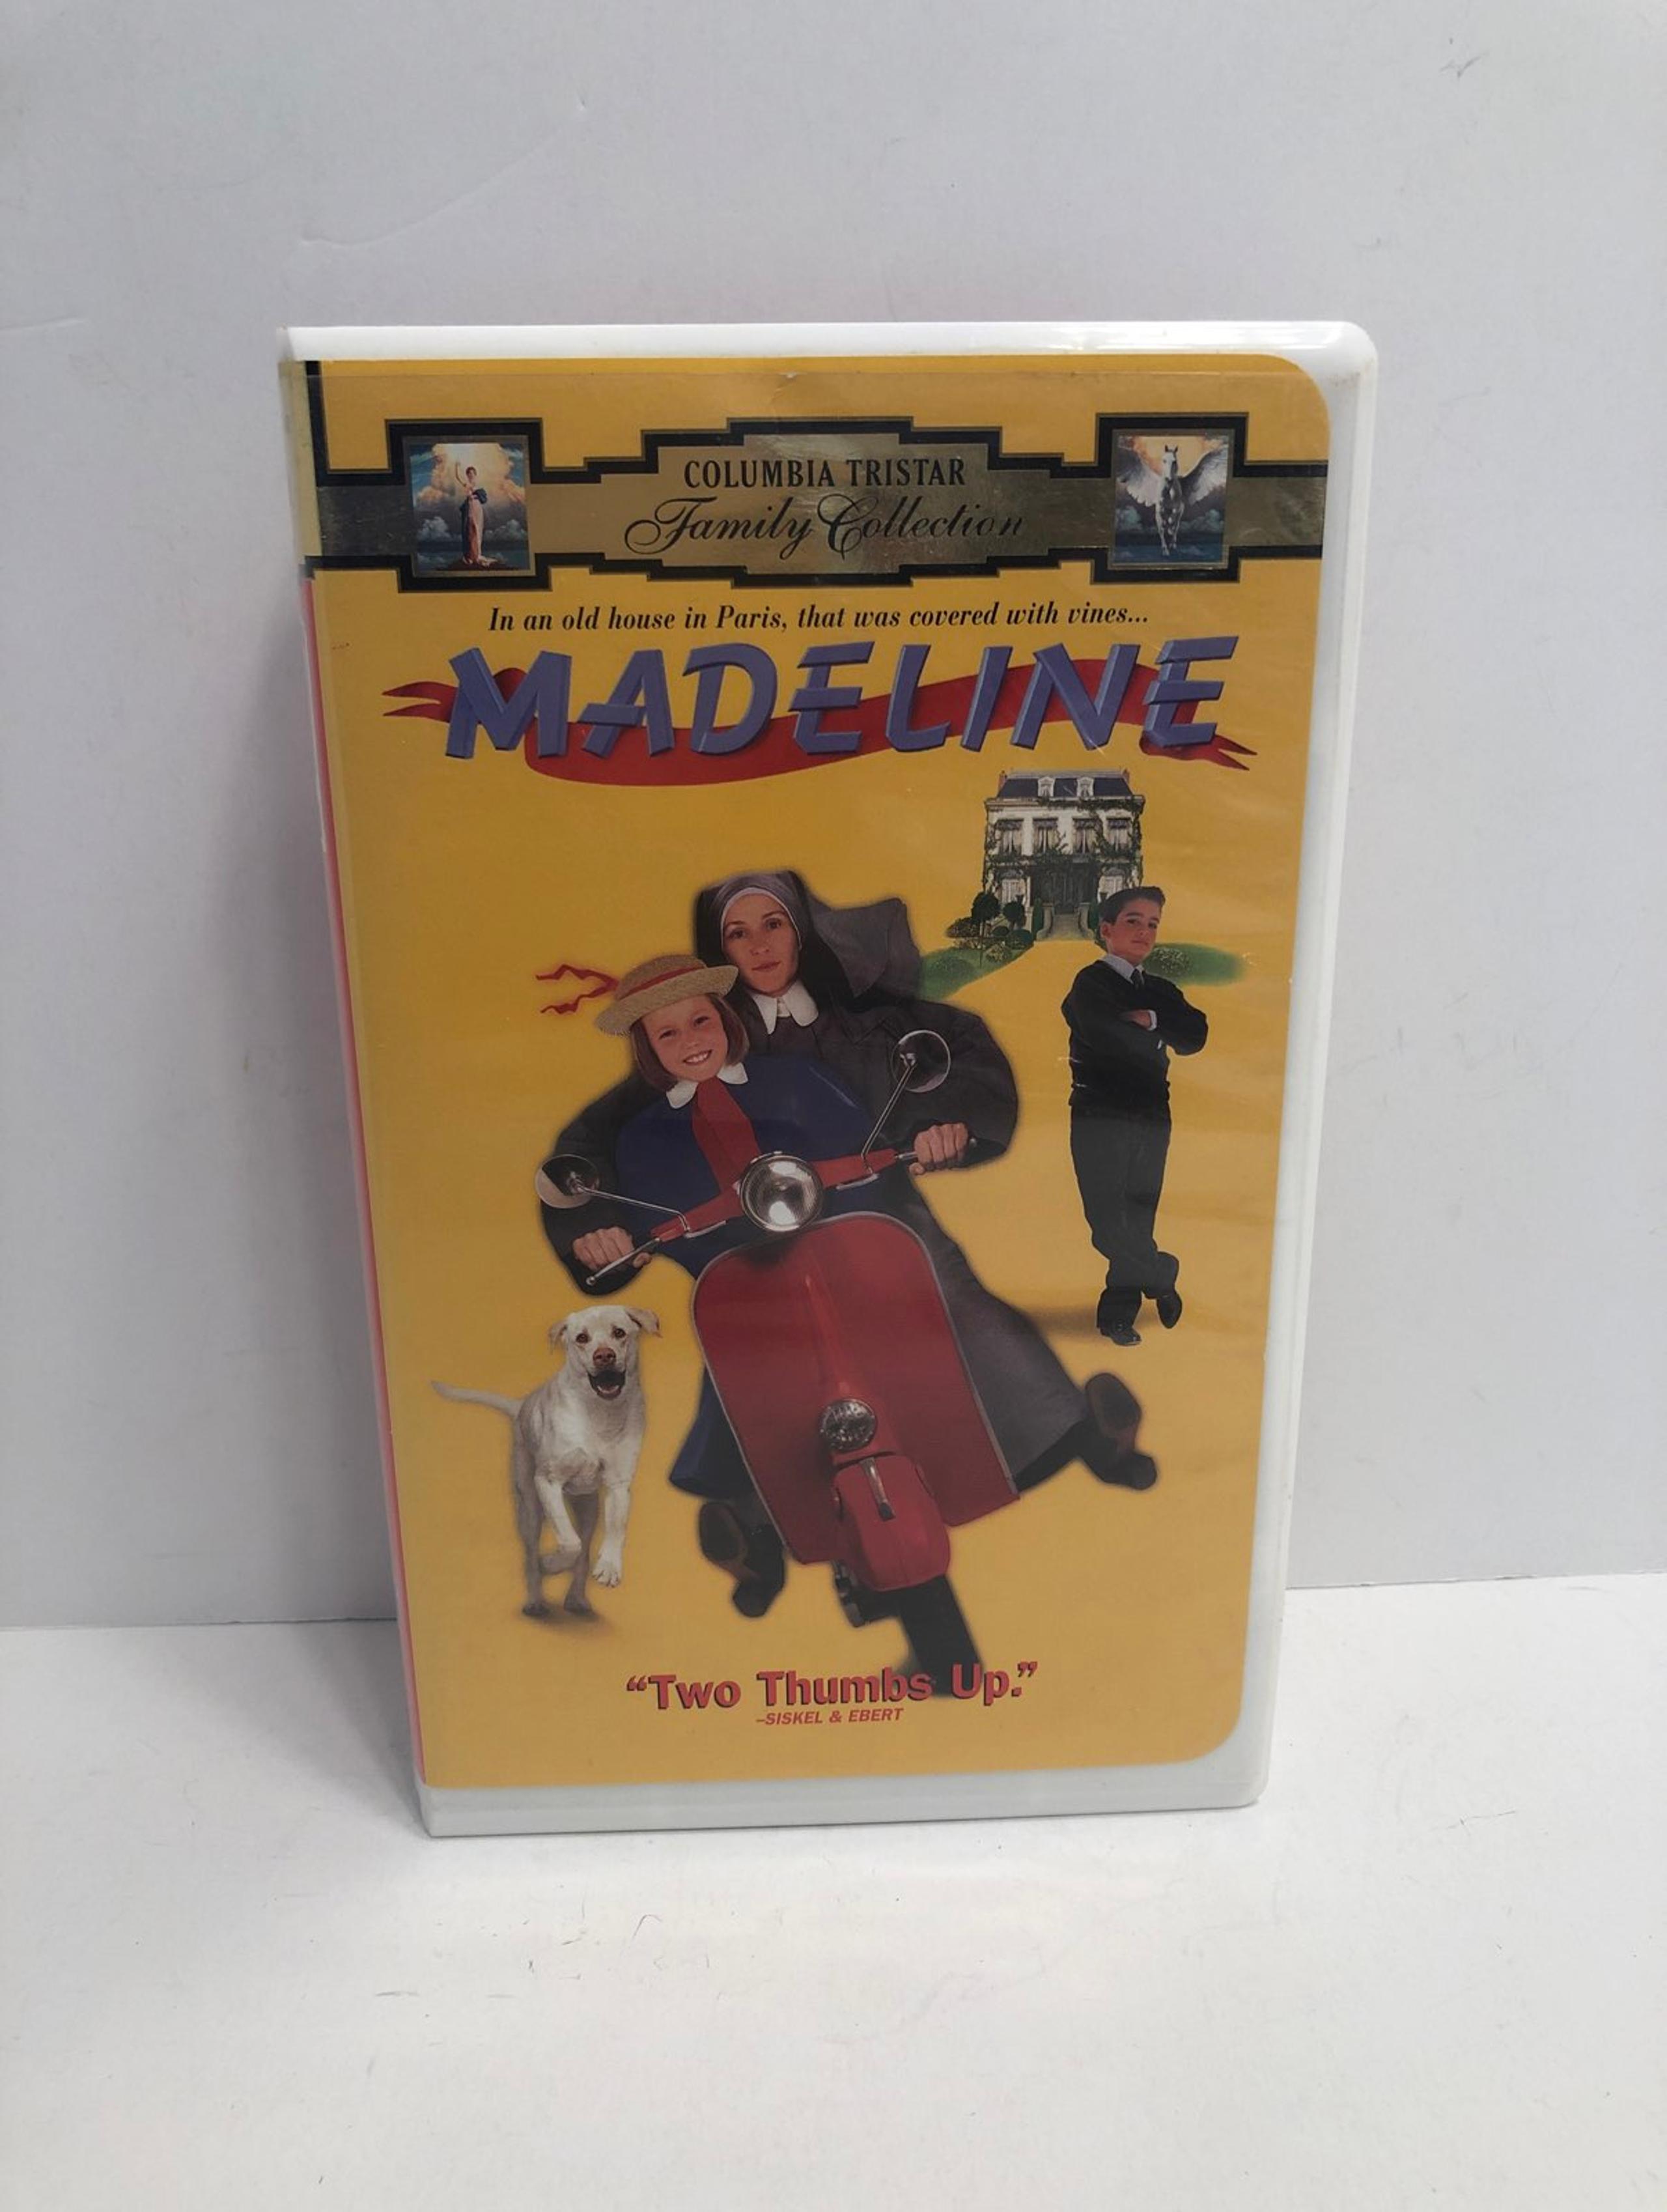 COLUMBIA TRISTAR
Family Collection
In an old house in Paris, that was covered with vines...
MADELINE
“Two Thumbs Up.”
–SISKEL & EBERT